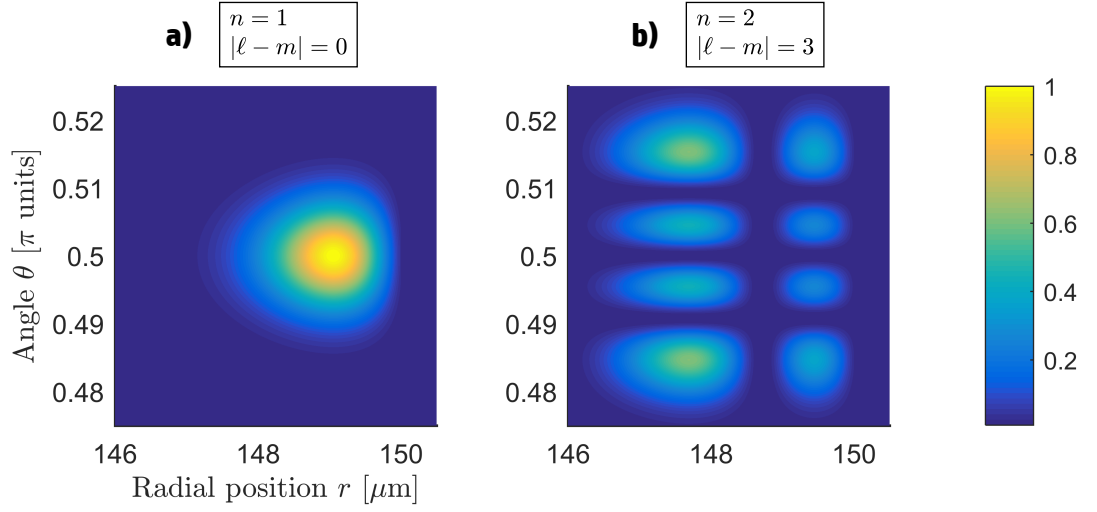 a)
n = 1
|ℓ − m| = 0
b)
n = 2
|ℓ − m| = 3
Angle θ [π units]
0.52
0.51
0.5
0.49
0.48
146
148
150
Radial position r [μm]
0.52
0.51
0.5
0.49
0.48
146
148
150
1
0.8
0.6
0.4
0.2